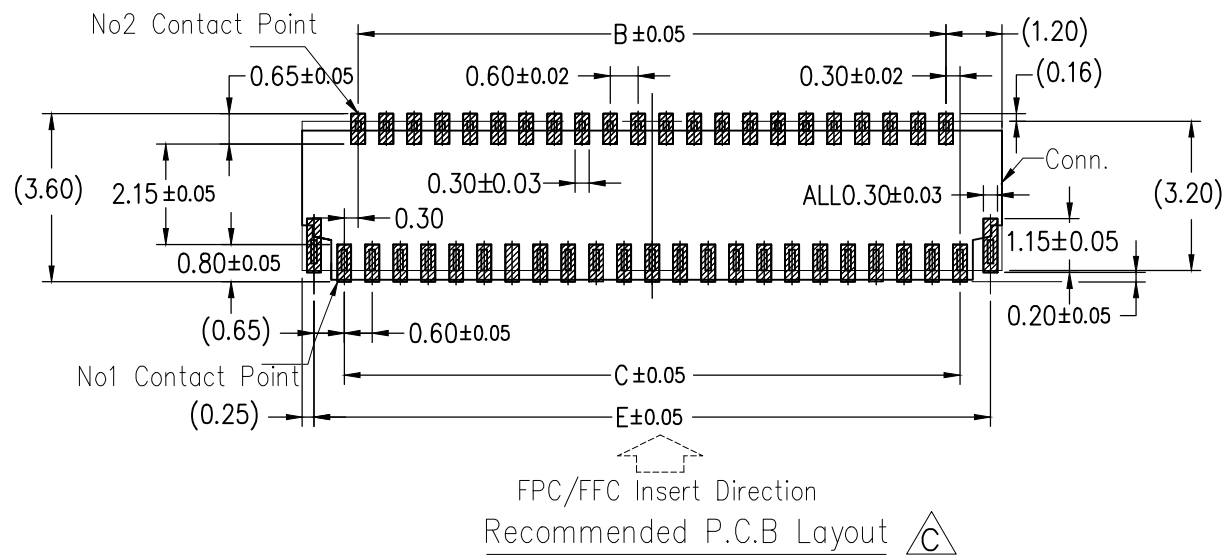 No2 Contact Point
B±0.05
(1.20)
0.65±0.05
0.60±0.02
0.30±0.02
(0.16)
(3.60)
2.15±0.05
0.30±0.03
ALL0.30±0.03
Conn.
(3.20)
0.30
0.80±0.05
1.15±0.05
(0.65)
0.60±0.05
0.20±0.05
No1 Contact Point
C±0.05
(0.25)
E±0.05
FPC/FFC Insert Direction
Recommended P.C.B Layout C